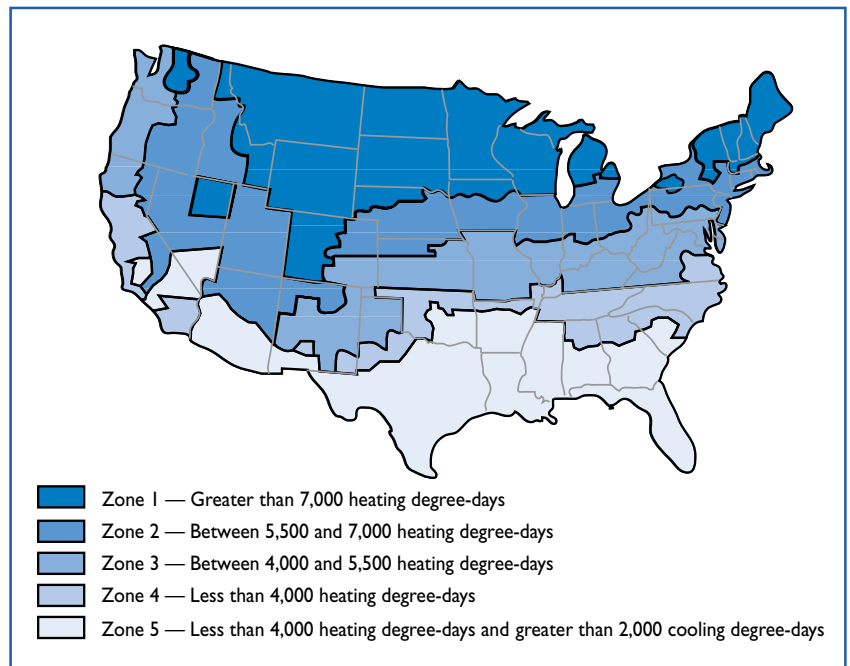 Zone 1 — Greater than 7,000 heating degree-days
Zone 2 — Between 5,500 and 7,000 heating degree-days
Zone 3 — Between 4,000 and 5,500 heating degree-days
Zone 4 — Less than 4,000 heating degree-days
Zone 5 — Less than 4,000 heating degree-days and greater than 2,000 cooling degree-days